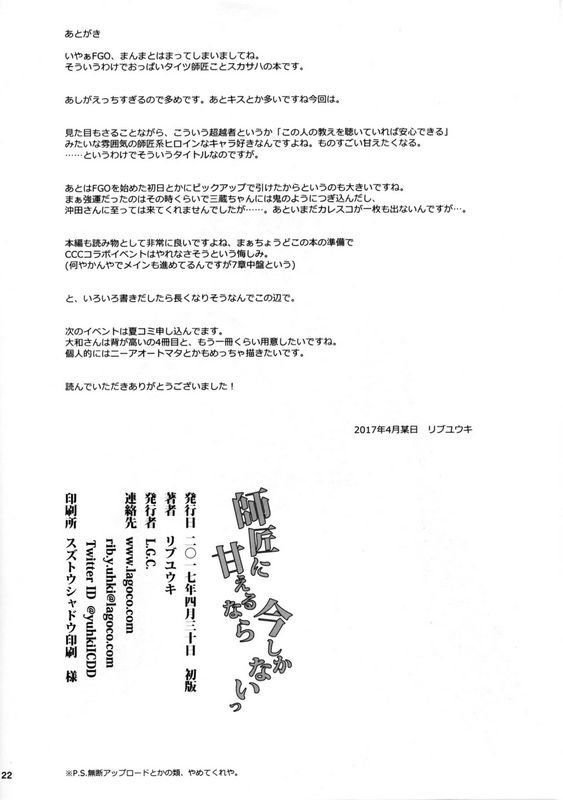 あとがき
いやぁFGO、まんまとはまってしまいましてね。
そういうわけでおっぱいタイツ師匠ことスカサハの本です。
あしがえっちすぎるので多めです。あとキスとか多いですね今回は。
見た目もさることながら、こういう超越者というか「この人の教えを聴いていれば安心できる」
みたいな雰囲気の師匠系ヒロインなキャラ好きなんですよね。ものすごい甘えたくなる。
……というわけでそういうタイトルなのですが。
あとはFGOを始めた初日とかにピックアップで引けたからというのも大きいですね。
まぁ強運だったのはその時くらいで三蔵ちゃんには鬼のようにつぎ込んだし、
沖田さんに至っては来てくれませんでしたが……。あといまだカレスコが一枚も出ないんですが…。
本編も読み物として非常に良いですよね、まぁちょうどこの本の準備で
CCCコラボイベントはやれなさそうという悔しみ。
(何やかんやでメインも進めてるんですが7章中盤という)
と、いろいろ書きだしたら長くなりそうなんでこの辺で。
次のイベントは夏コミ申し込んでます。
大和さんは背が高いの4冊目と、もう一冊くらい用意したいですね。
個人的にはニーアオートマタとかもめっちゃ描きたいです。
読んでいただきありがとうございました！
2017年4月某日　リブユウキ
師匠に
甘えるなら
今しか
ないっ
発行日 二〇一七年四月三十日 初版
著者 リブユウキ
発行者 L.G.C.
連絡先 www.lagoco.com
rib.y.uhki@lagoco.com
Twitter ID @yuhkiICDD
印刷所 スズトウシャドウ印刷 様
※P.S.無断アップロードとかの類、やめてくれや。
22